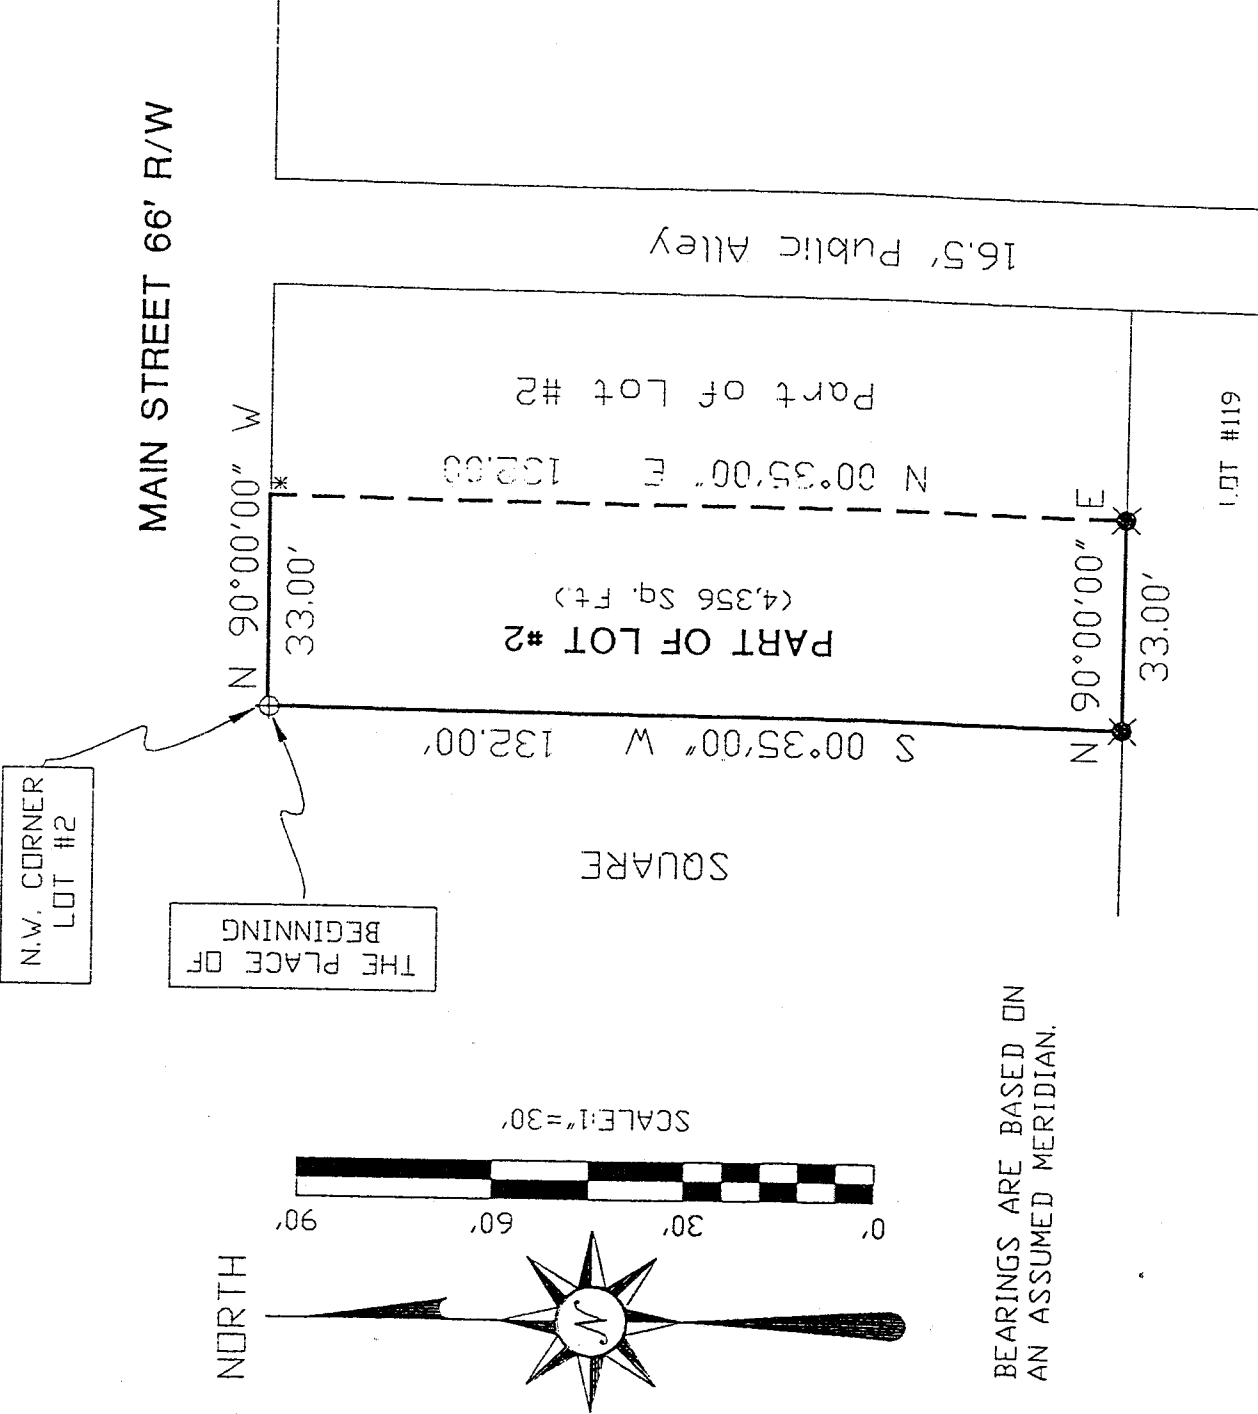 MAIN STREET 66' R/W
16.5' Public Alley
Part of Lot #2
N 00°35'00" E 132.00
N 90°00'00" W
33.00'
*
PART OF LOT #2
(4,356 Sq. Ft.)
N 90°00'00" E
33.00'
LOT #119
S 00°35'00" W 132.00'
N.W. CORNER
LOT #2
THE PLACE OF
BEGINNING
SQUARE
SCALE:1"=30'
0' 30' 60' 90'
NORTH
N
BEARINGS ARE BASED ON
AN ASSUMED MERIDIAN.